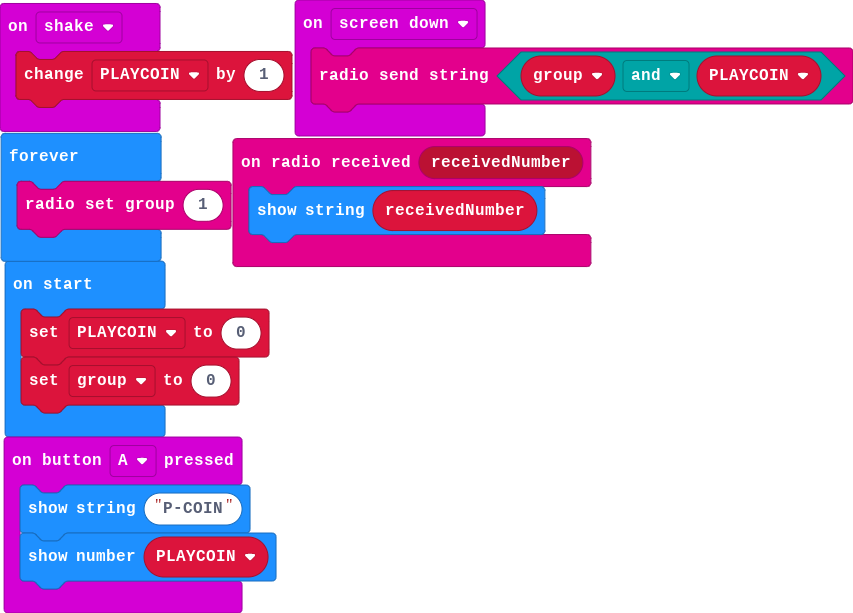 on shake
change PLAYCOIN by 1
on screen down
radio send string group and PLAYCOIN
forever
radio set group 1
on radio received receivedNumber
show string receivedNumber
on start
set PLAYCOIN to 0
set group to 0
on button A pressed
show string "P-COIN"
show number PLAYCOIN